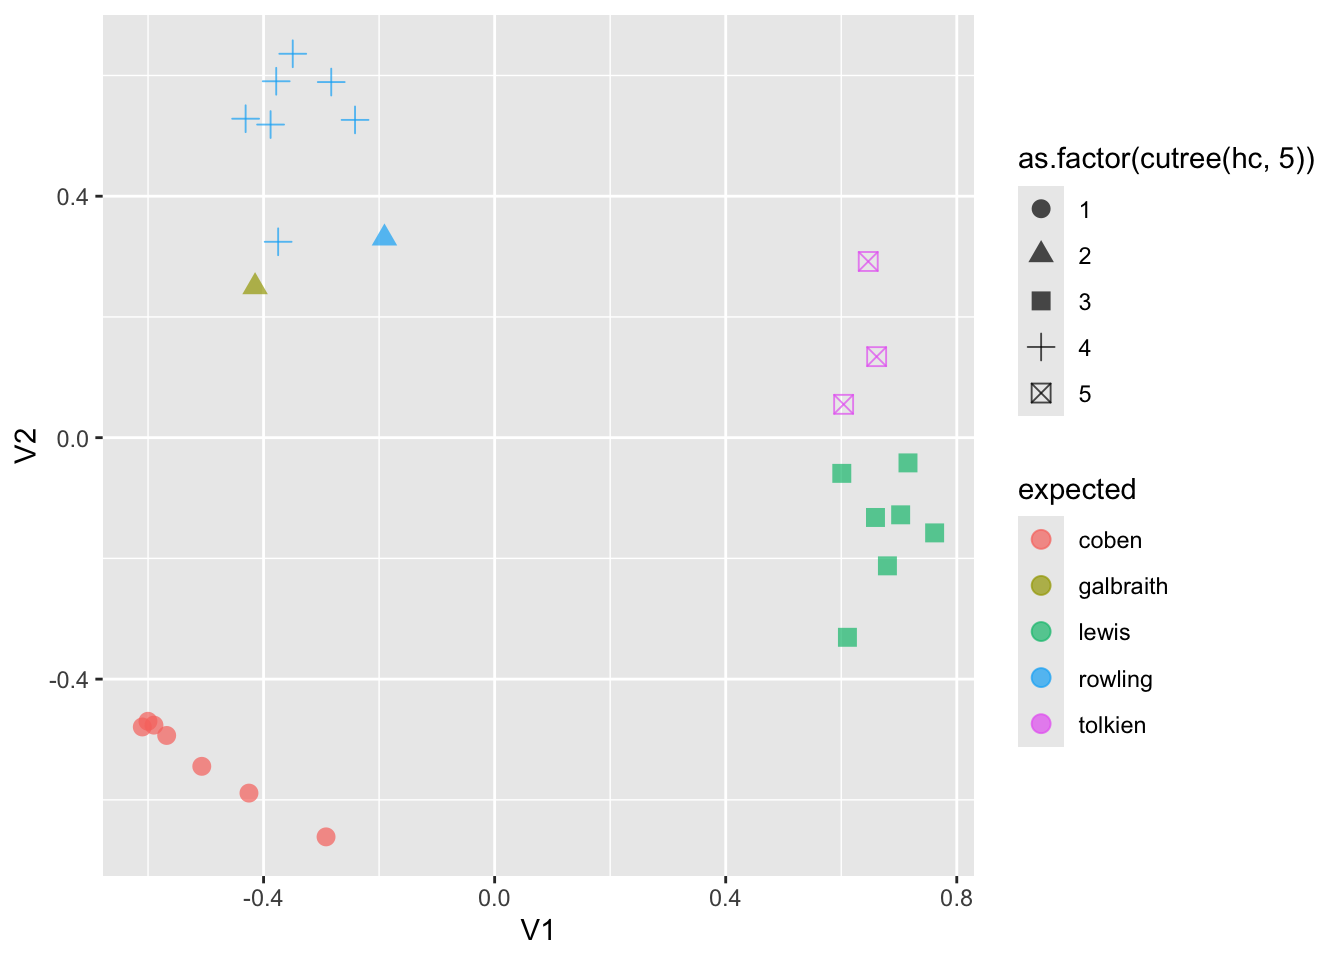 0.4
0.0
-0.4
V2
-0.4
0.0
0.4
0.8
V1
as.factor(cutree(hc, 5))
1
2
3
4
5
expected
coben
galbraith
lewis
rowling
tolkien